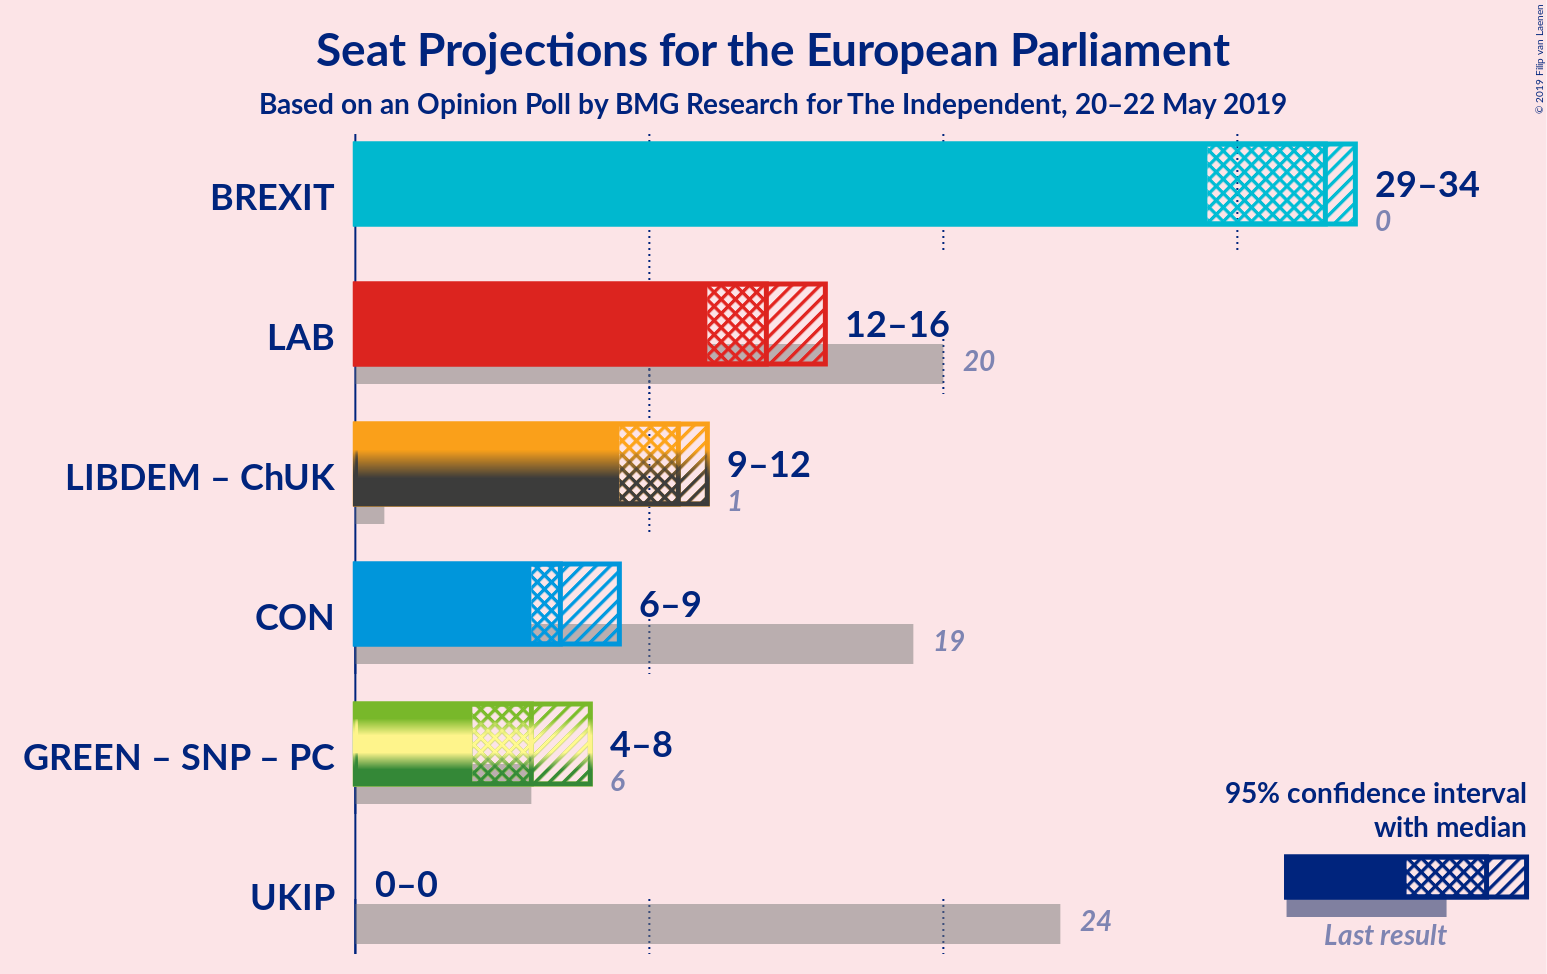 Seat Projections for the European Parliament
Based on an Opinion Poll by BMG Research for The Independent, 20–22 May 2019
© 2019 Filip van Laenen
BREXIT
29–34
0
LAB
12–16
20
LIBDEM – ChUK
9–12
1
CON
6–9
19
GREEN – SNP – PC
4–8
6
UKIP
0–0
24
95% confidence interval
with median
Last result